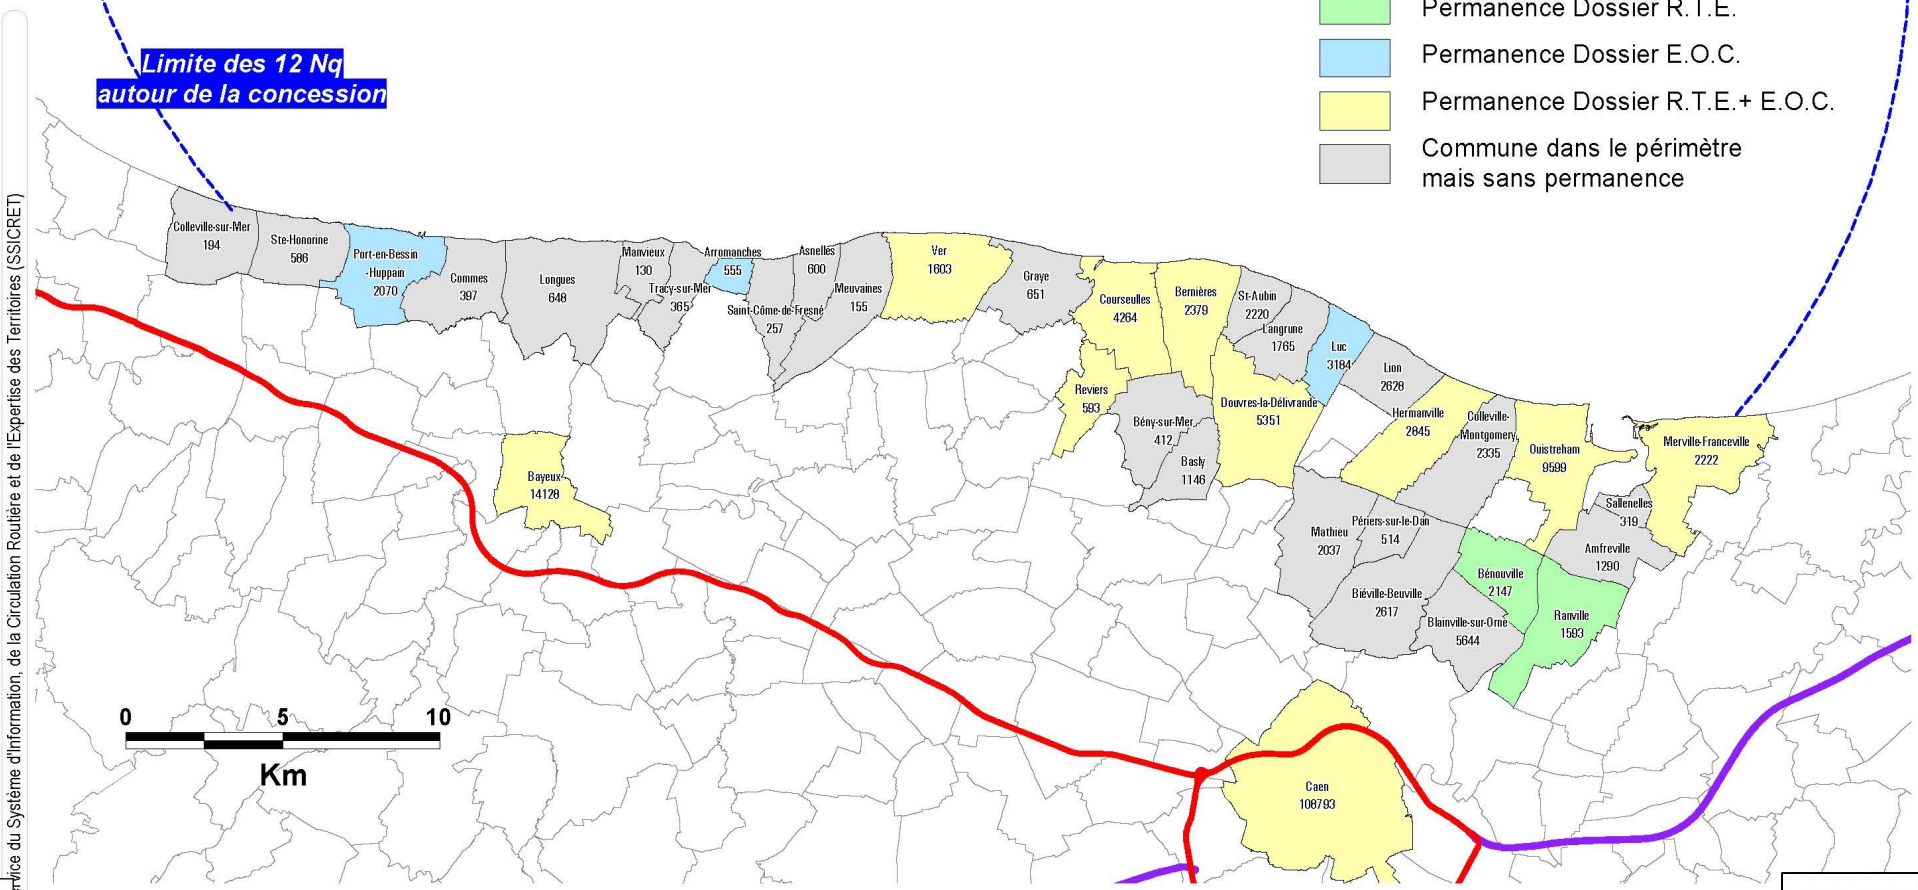 Permanence Dossier R.T.E.
Permanence Dossier E.O.C.
Permanence Dossier R.T.E.+ E.O.C.
Commune dans le périmètre
mais sans permanence
Limite des 12 Nq
autour de la concession
rvice du Système d'Information, de la Circulation Routière et de l'Expertise des Territoires (SSICRET)
Colleville-sur-Mer
194
Ste-Honorine
586
Port-en-Bessin
-Huppain
2070
Commes
397
Longues
648
Manvieux
130
Tracy-sur-Mer
365
Arromanches
555
Saint-Côme-de-Fresné
257
Asnelles
600
Meuvaines
155
Ver
1603
Graye
651
Courseulles
4264
Bernières
2379
St-Aubin
2220
Langrune
1765
Luc
3184
Lion
2628
Reviers
593
Bény-sur-Mer
412
Basly
1146
Douvres-la-Délivrande
5351
Hermanville
2845
Colleville-
Montgomery
2335
Ouistreham
9599
Merville-Franceville
2222
Sallenelles
319
Amfreville
1290
Bayeux
14128
Mathieu
2037
Périers-sur-le-Dan
514
Biéville-Beuville
2617
Bénouville
2147
Blainville-sur-Orne
5644
Ranville
1593
Caen
108793
0 5 10
Km